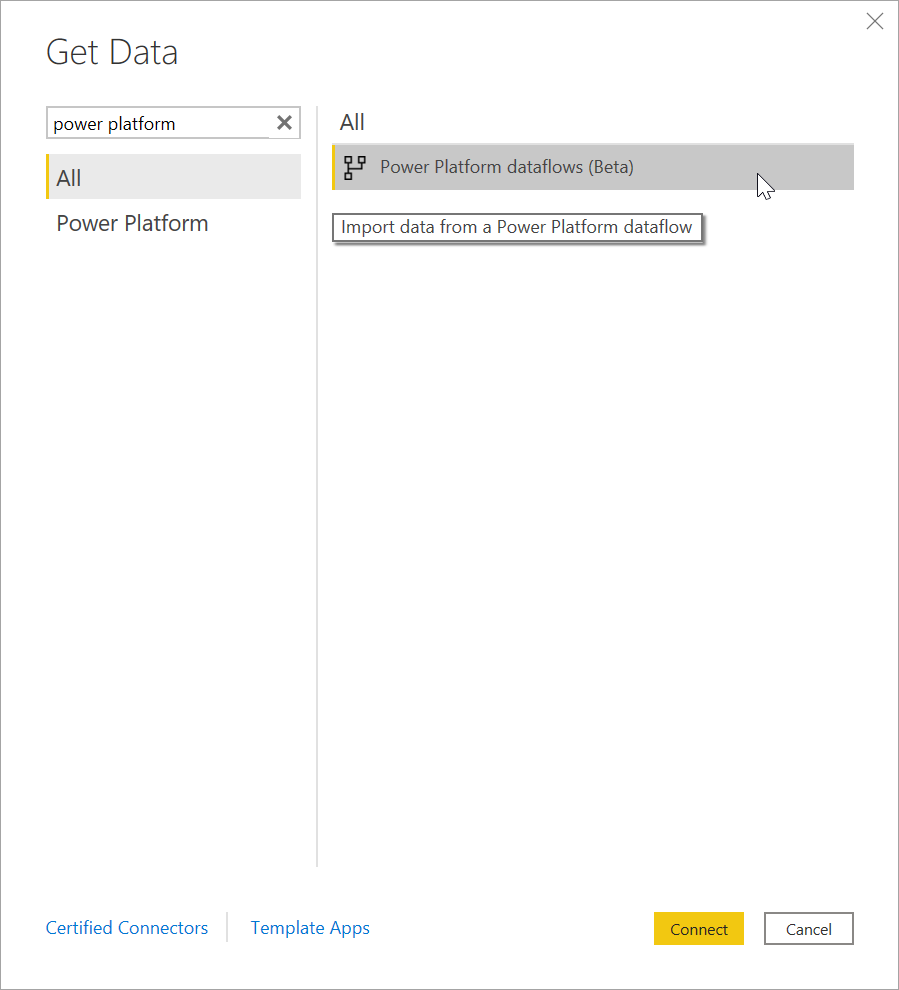 Get Data
power platform
All
Power Platform
All
Power Platform dataflows (Beta)
Import data from a Power Platform dataflow
Certified Connectors
Template Apps
Connect
Cancel